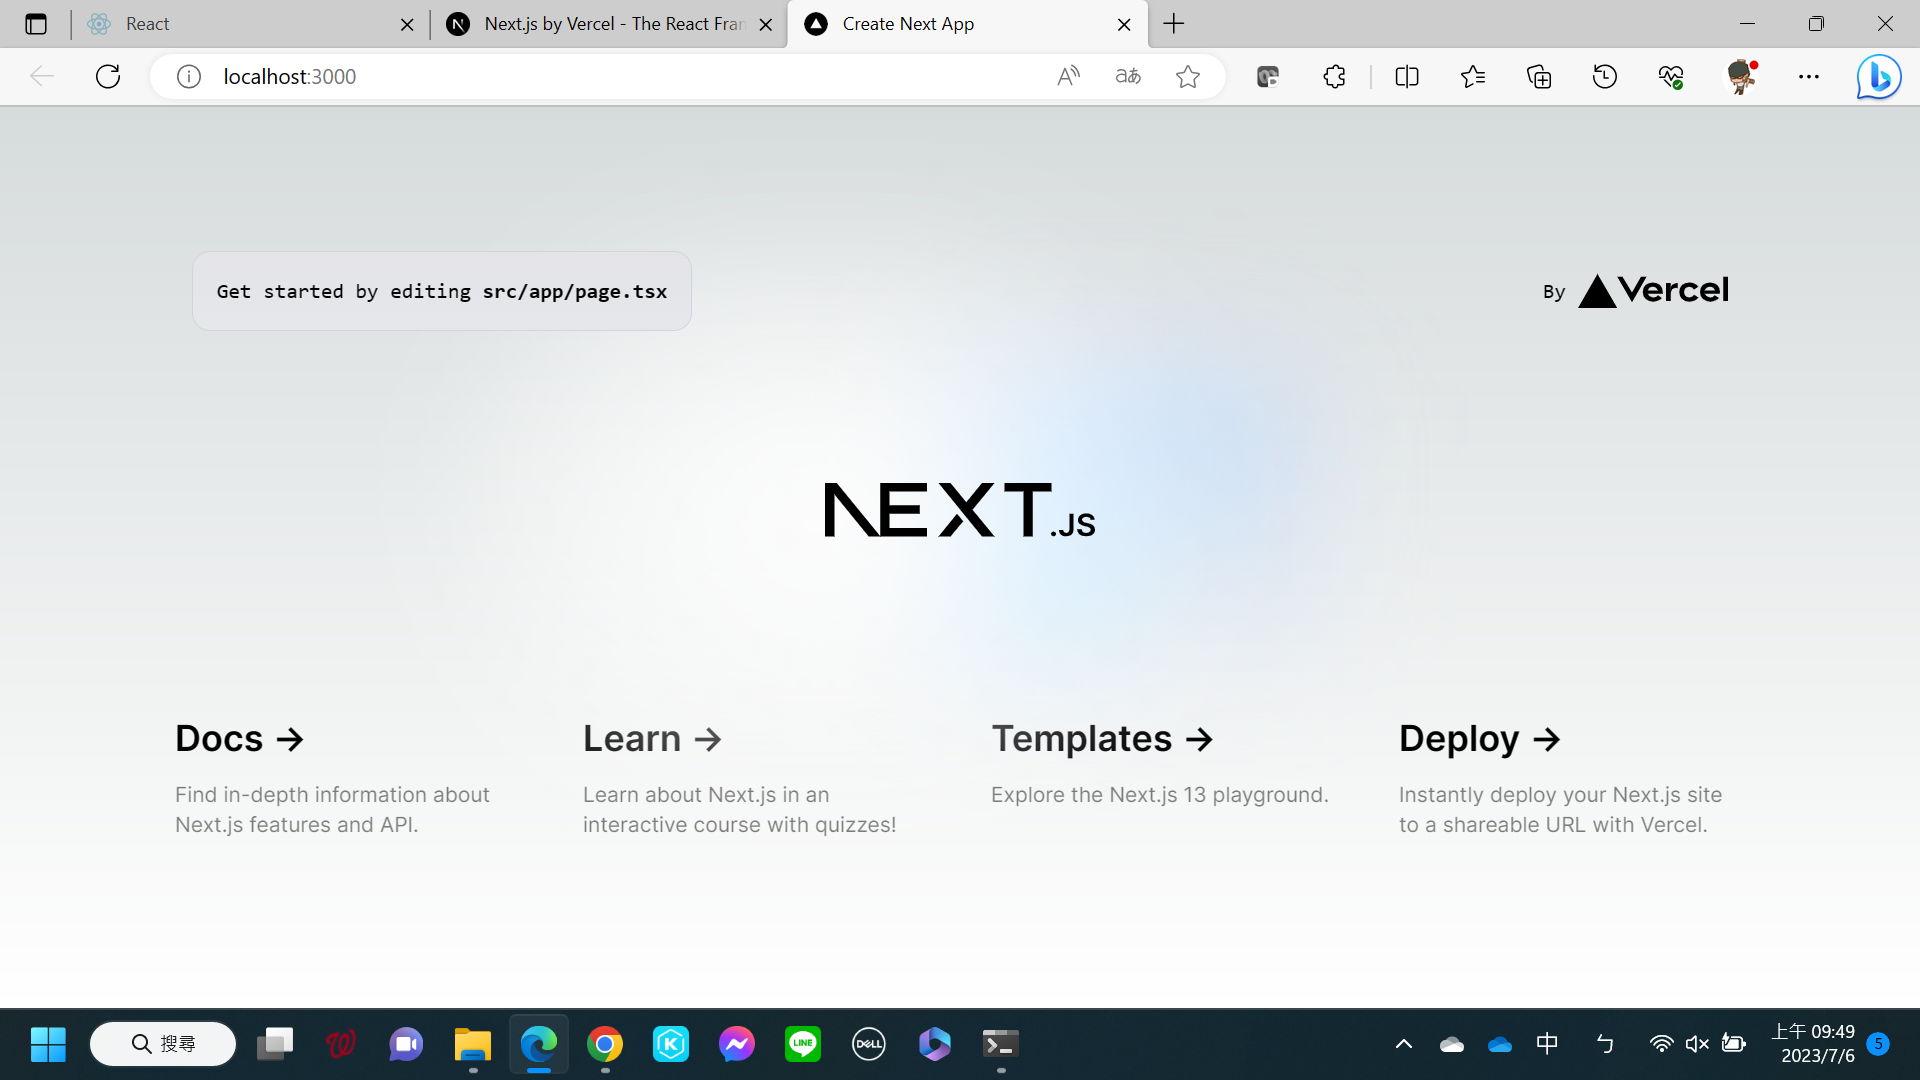 React
Next.js by Vercel - The React Fran
Create Next App
localhost:3000
Get started by editing src/app/page.tsx
By Vercel
NEXT.JS
Docs →
Find in-depth information about
Next.js features and API.
Learn →
Learn about Next.js in an
interactive course with quizzes!
Templates →
Explore the Next.js 13 playground.
Deploy →
Instantly deploy your Next.js site
to a shareable URL with Vercel.
搜尋
LINE
DELL
中
ㄅ
上午 09:49
2023/7/6
5